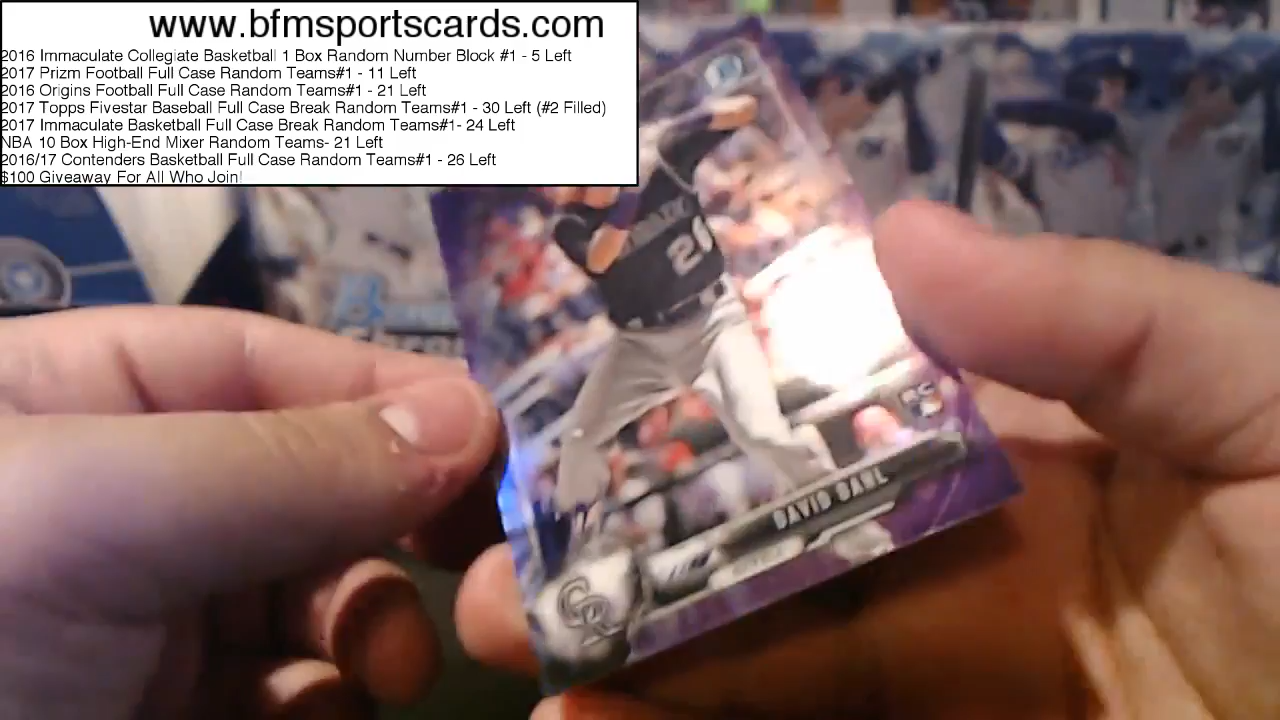 www.bfmsportscards.com
2016 Immaculate Collegiate Basketball 1 Box Random Number Block #1 - 5 Left
2017 Prizm Football Full Case Random Teams#1 - 11 Left
2016 Origins Football Full Case Random Teams#1 - 21 Left
2017 Topps Fivestar Baseball Full Case Break Random Teams#1 - 30 Left (#2 Filled)
2017 Immaculate Basketball Full Case Break Random Teams#1- 24 Left
NBA 10 Box High-End Mixer Random Teams- 21 Left
2016/17 Contenders Basketball Full Case Random Teams#1 - 26 Left
$100 Giveaway For All Who Join!
RC
DAVID DAHL
CR